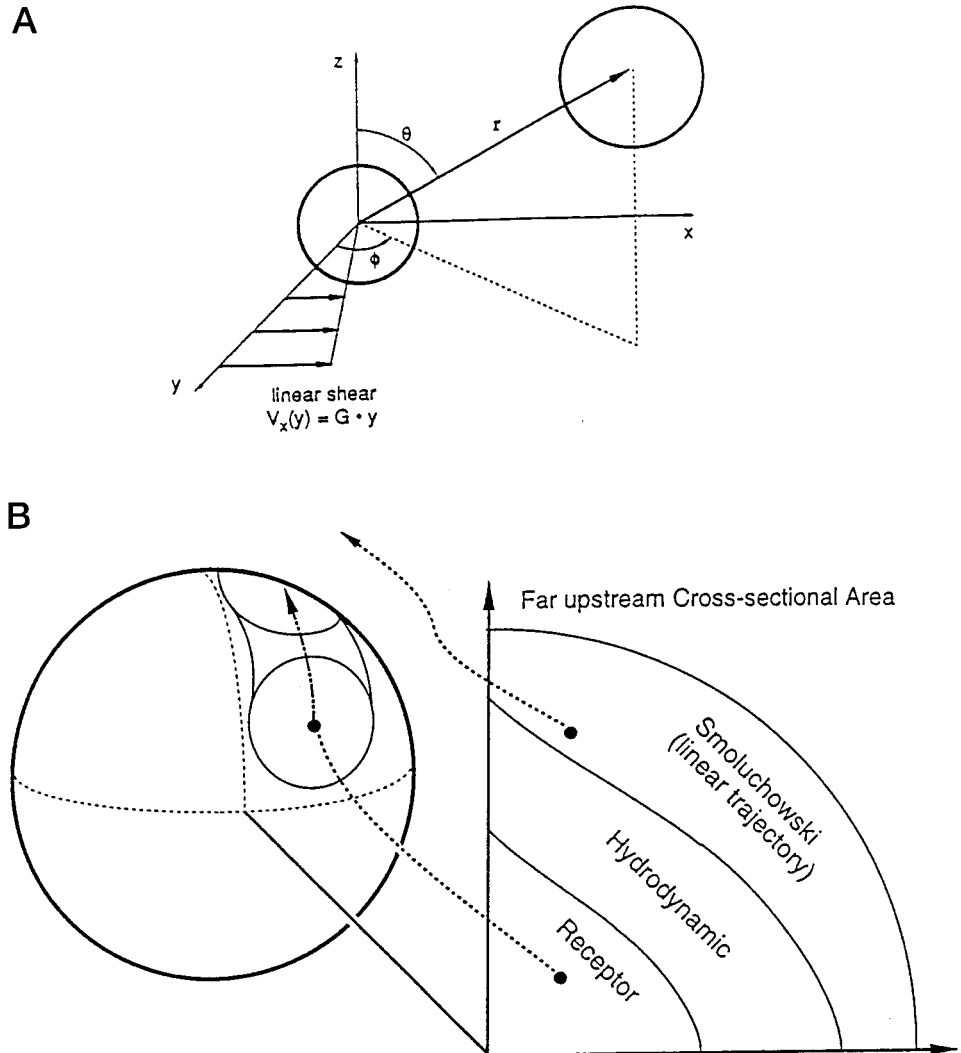 A
z
θ
r
x
ϕ
y
linear shear
Vx(y) = G • y
B
Far upstream Cross-sectional Area
Smoluchowski
(linear trajectory)
Hydrodynamic
Receptor